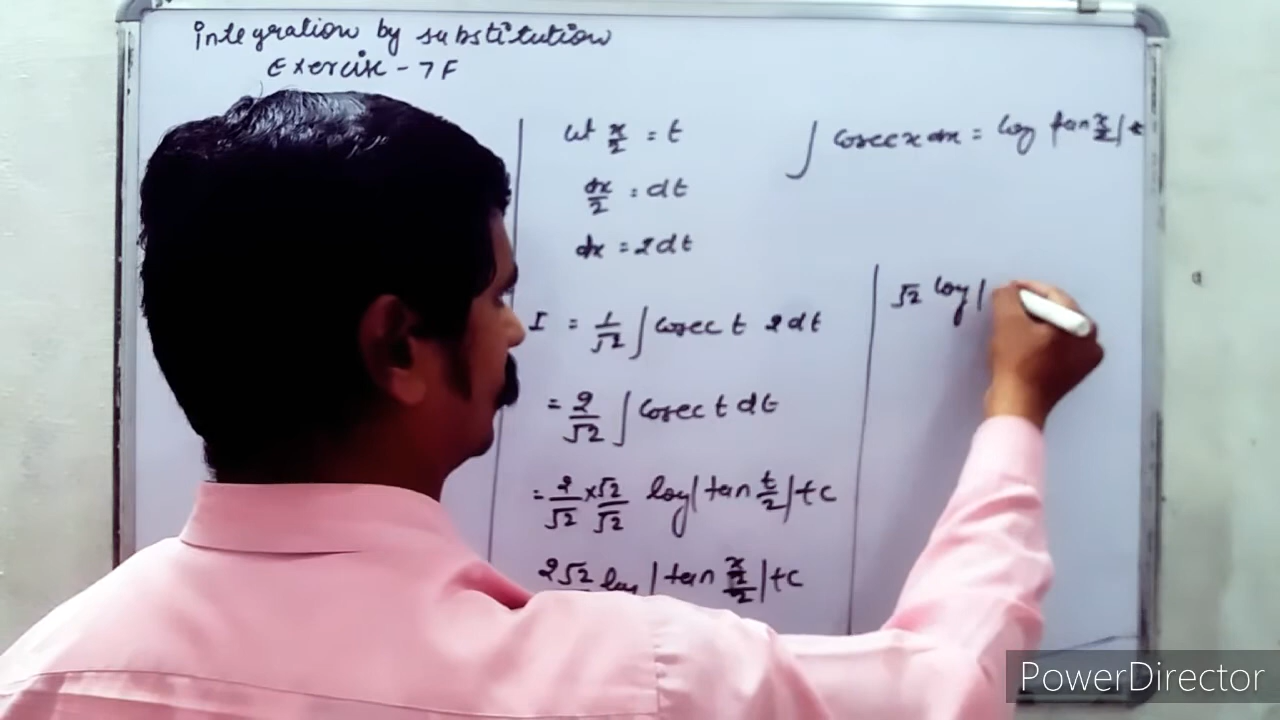 integration by substitution
Exercise - 7F
let x/2 = t
dx/2 = dt
dx = 2dt
∫ cosec x dx = log tan x/2 | +
I = 1/√2 ∫ cosec t 2dt
= 2/√2 ∫ cosec t dt
= 2/√2 × √2/√2 log | tan t/2 | + c
2√2 log | tan x/2/2 | + c
√2 log |
PowerDirector